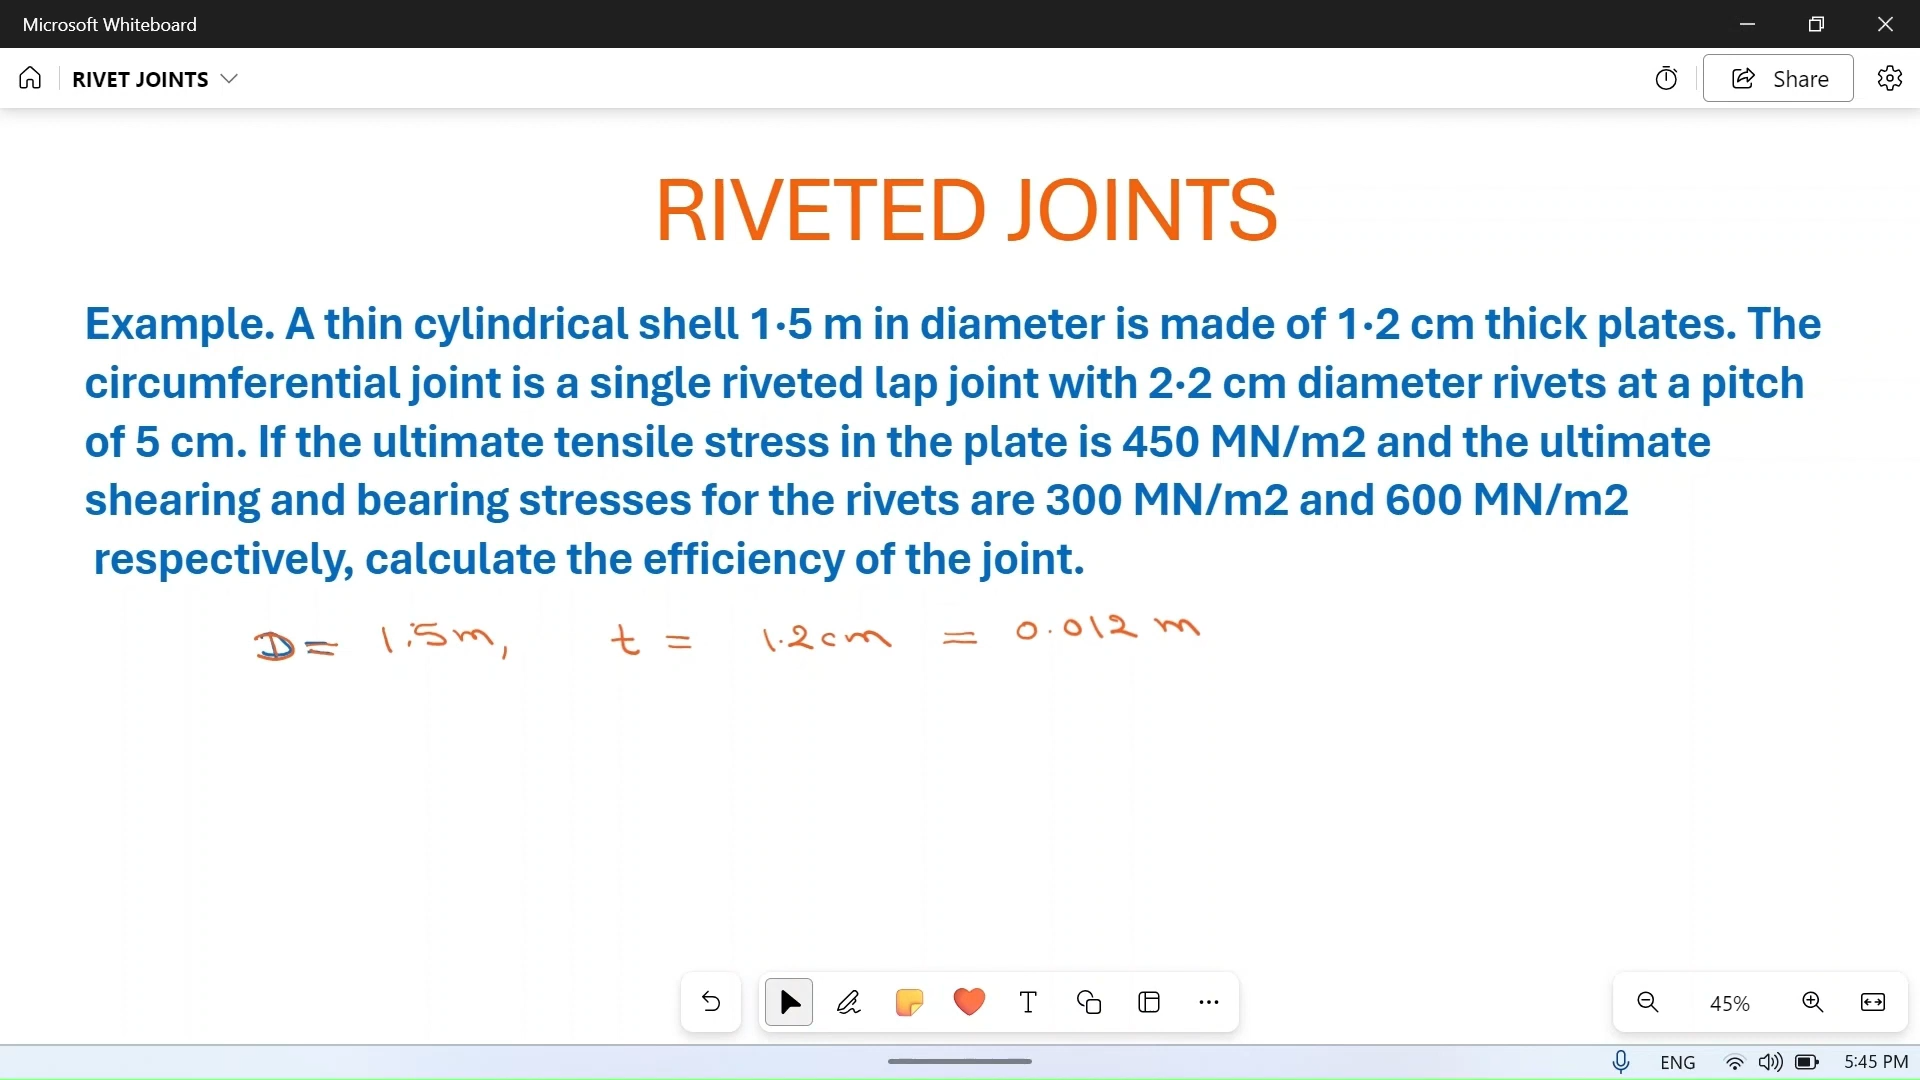 Microsoft Whiteboard
RIVET JOINTS
Share
RIVETED JOINTS
Example. A thin cylindrical shell 1·5 m in diameter is made of 1·2 cm thick plates. The
circumferential joint is a single riveted lap joint with 2·2 cm diameter rivets at a pitch
of 5 cm. If the ultimate tensile stress in the plate is 450 MN/m2 and the ultimate
shearing and bearing stresses for the rivets are 300 MN/m2 and 600 MN/m2
respectively, calculate the efficiency of the joint.
D = 1.5m, t = 1.2cm = 0.012 m
45%
ENG 5:45 PM